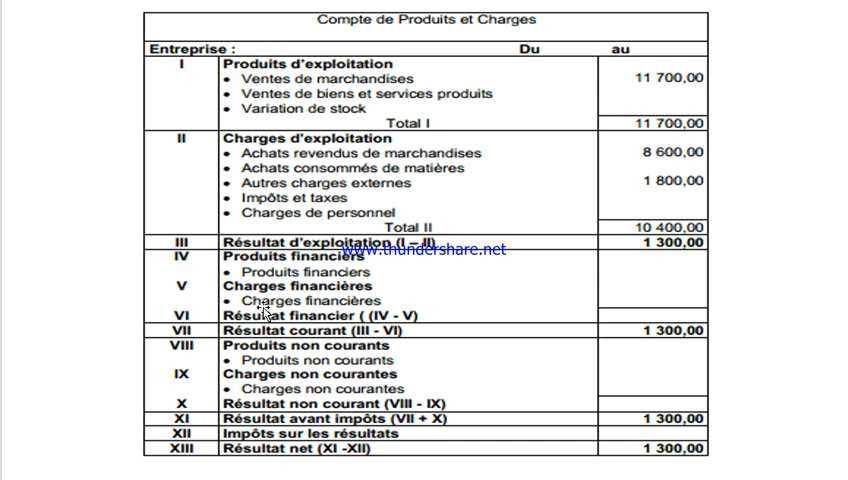 Compte de Produits et Charges
Entreprise : Du au
I Produits d'exploitation
• Ventes de marchandises 11 700,00
• Ventes de biens et services produits
• Variation de stock
Total I 11 700,00
II Charges d'exploitation
• Achats revendus de marchandises 8 600,00
• Achats consommés de matières
• Autres charges externes 1 800,00
• Impôts et taxes
• Charges de personnel
Total II 10 400,00
III Résultat d'exploitation (I – II) 1 300,00
www.thundershare.net
IV Produits financiers
• Produits financiers
V Charges financières
• Charges financières
VI Résultat financier ( (IV - V)
VII Résultat courant (III - VI) 1 300,00
VIII Produits non courants
• Produits non courants
IX Charges non courantes
• Charges non courantes
X Résultat non courant (VIII - IX)
XI Résultat avant impôts (VII + X) 1 300,00
XII Impôts sur les résultats
XIII Résultat net (XI -XII) 1 300,00